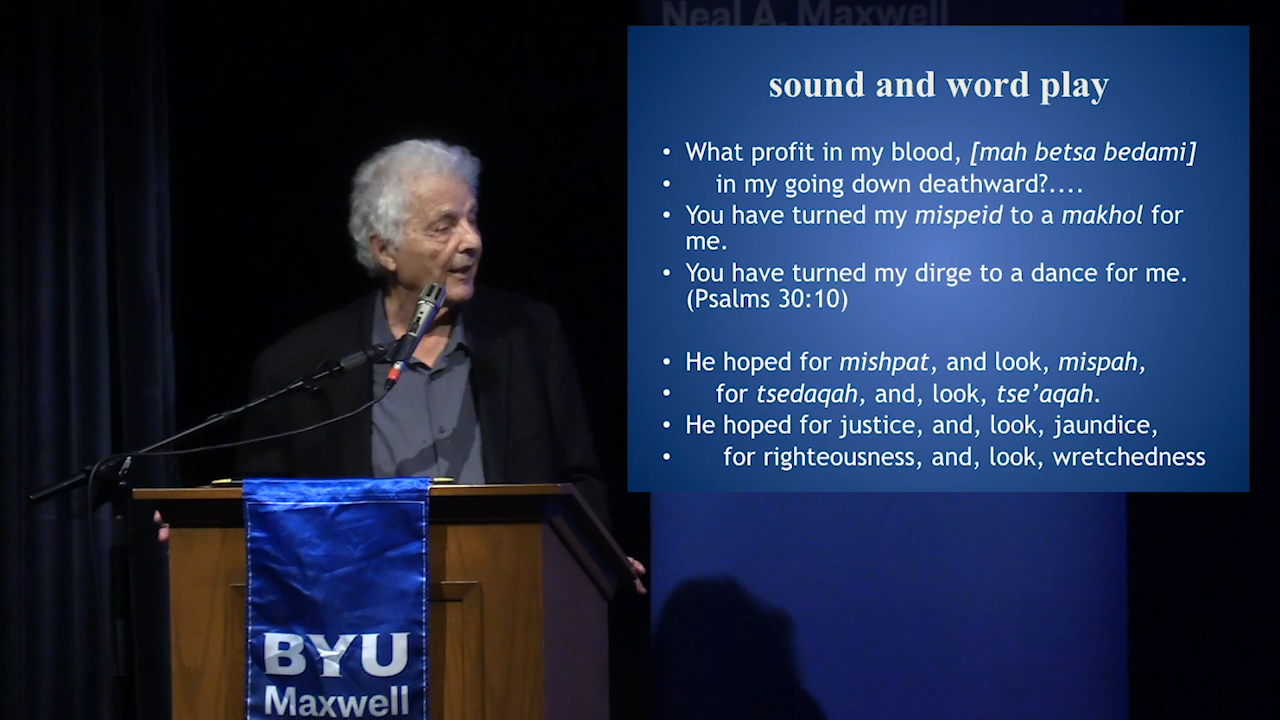 Neal A. Maxwell
sound and word play
• What profit in my blood, [mah betsa bedami]
• in my going down deathward?....
• You have turned my mispeid to a makhol for
me.
• You have turned my dirge to a dance for me.
(Psalms 30:10)
• He hoped for mishpat, and look, mispah,
• for tsedaqah, and, look, tse’aqah.
• He hoped for justice, and, look, jaundice,
• for righteousness, and, look, wretchedness
BYU
Maxwell